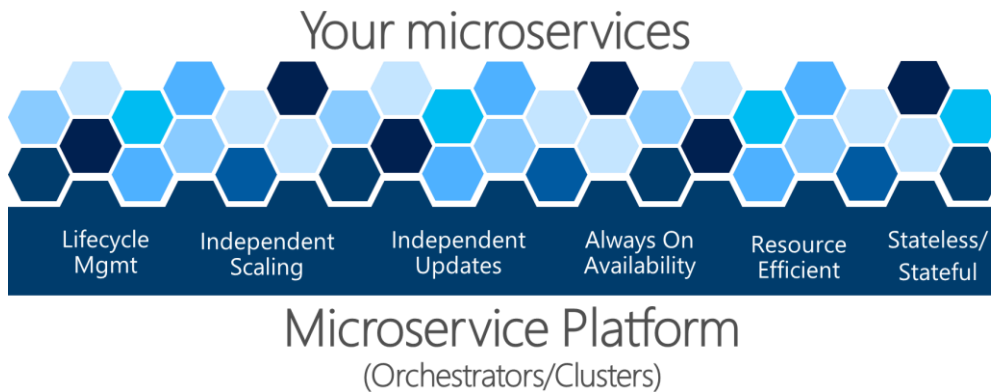 Your microservices
Lifecycle
Mgmt
Independent
Scaling
Independent
Updates
Always On
Availability
Resource
Efficient
Stateless/
Stateful
Microservice Platform
(Orchestrators/Clusters)